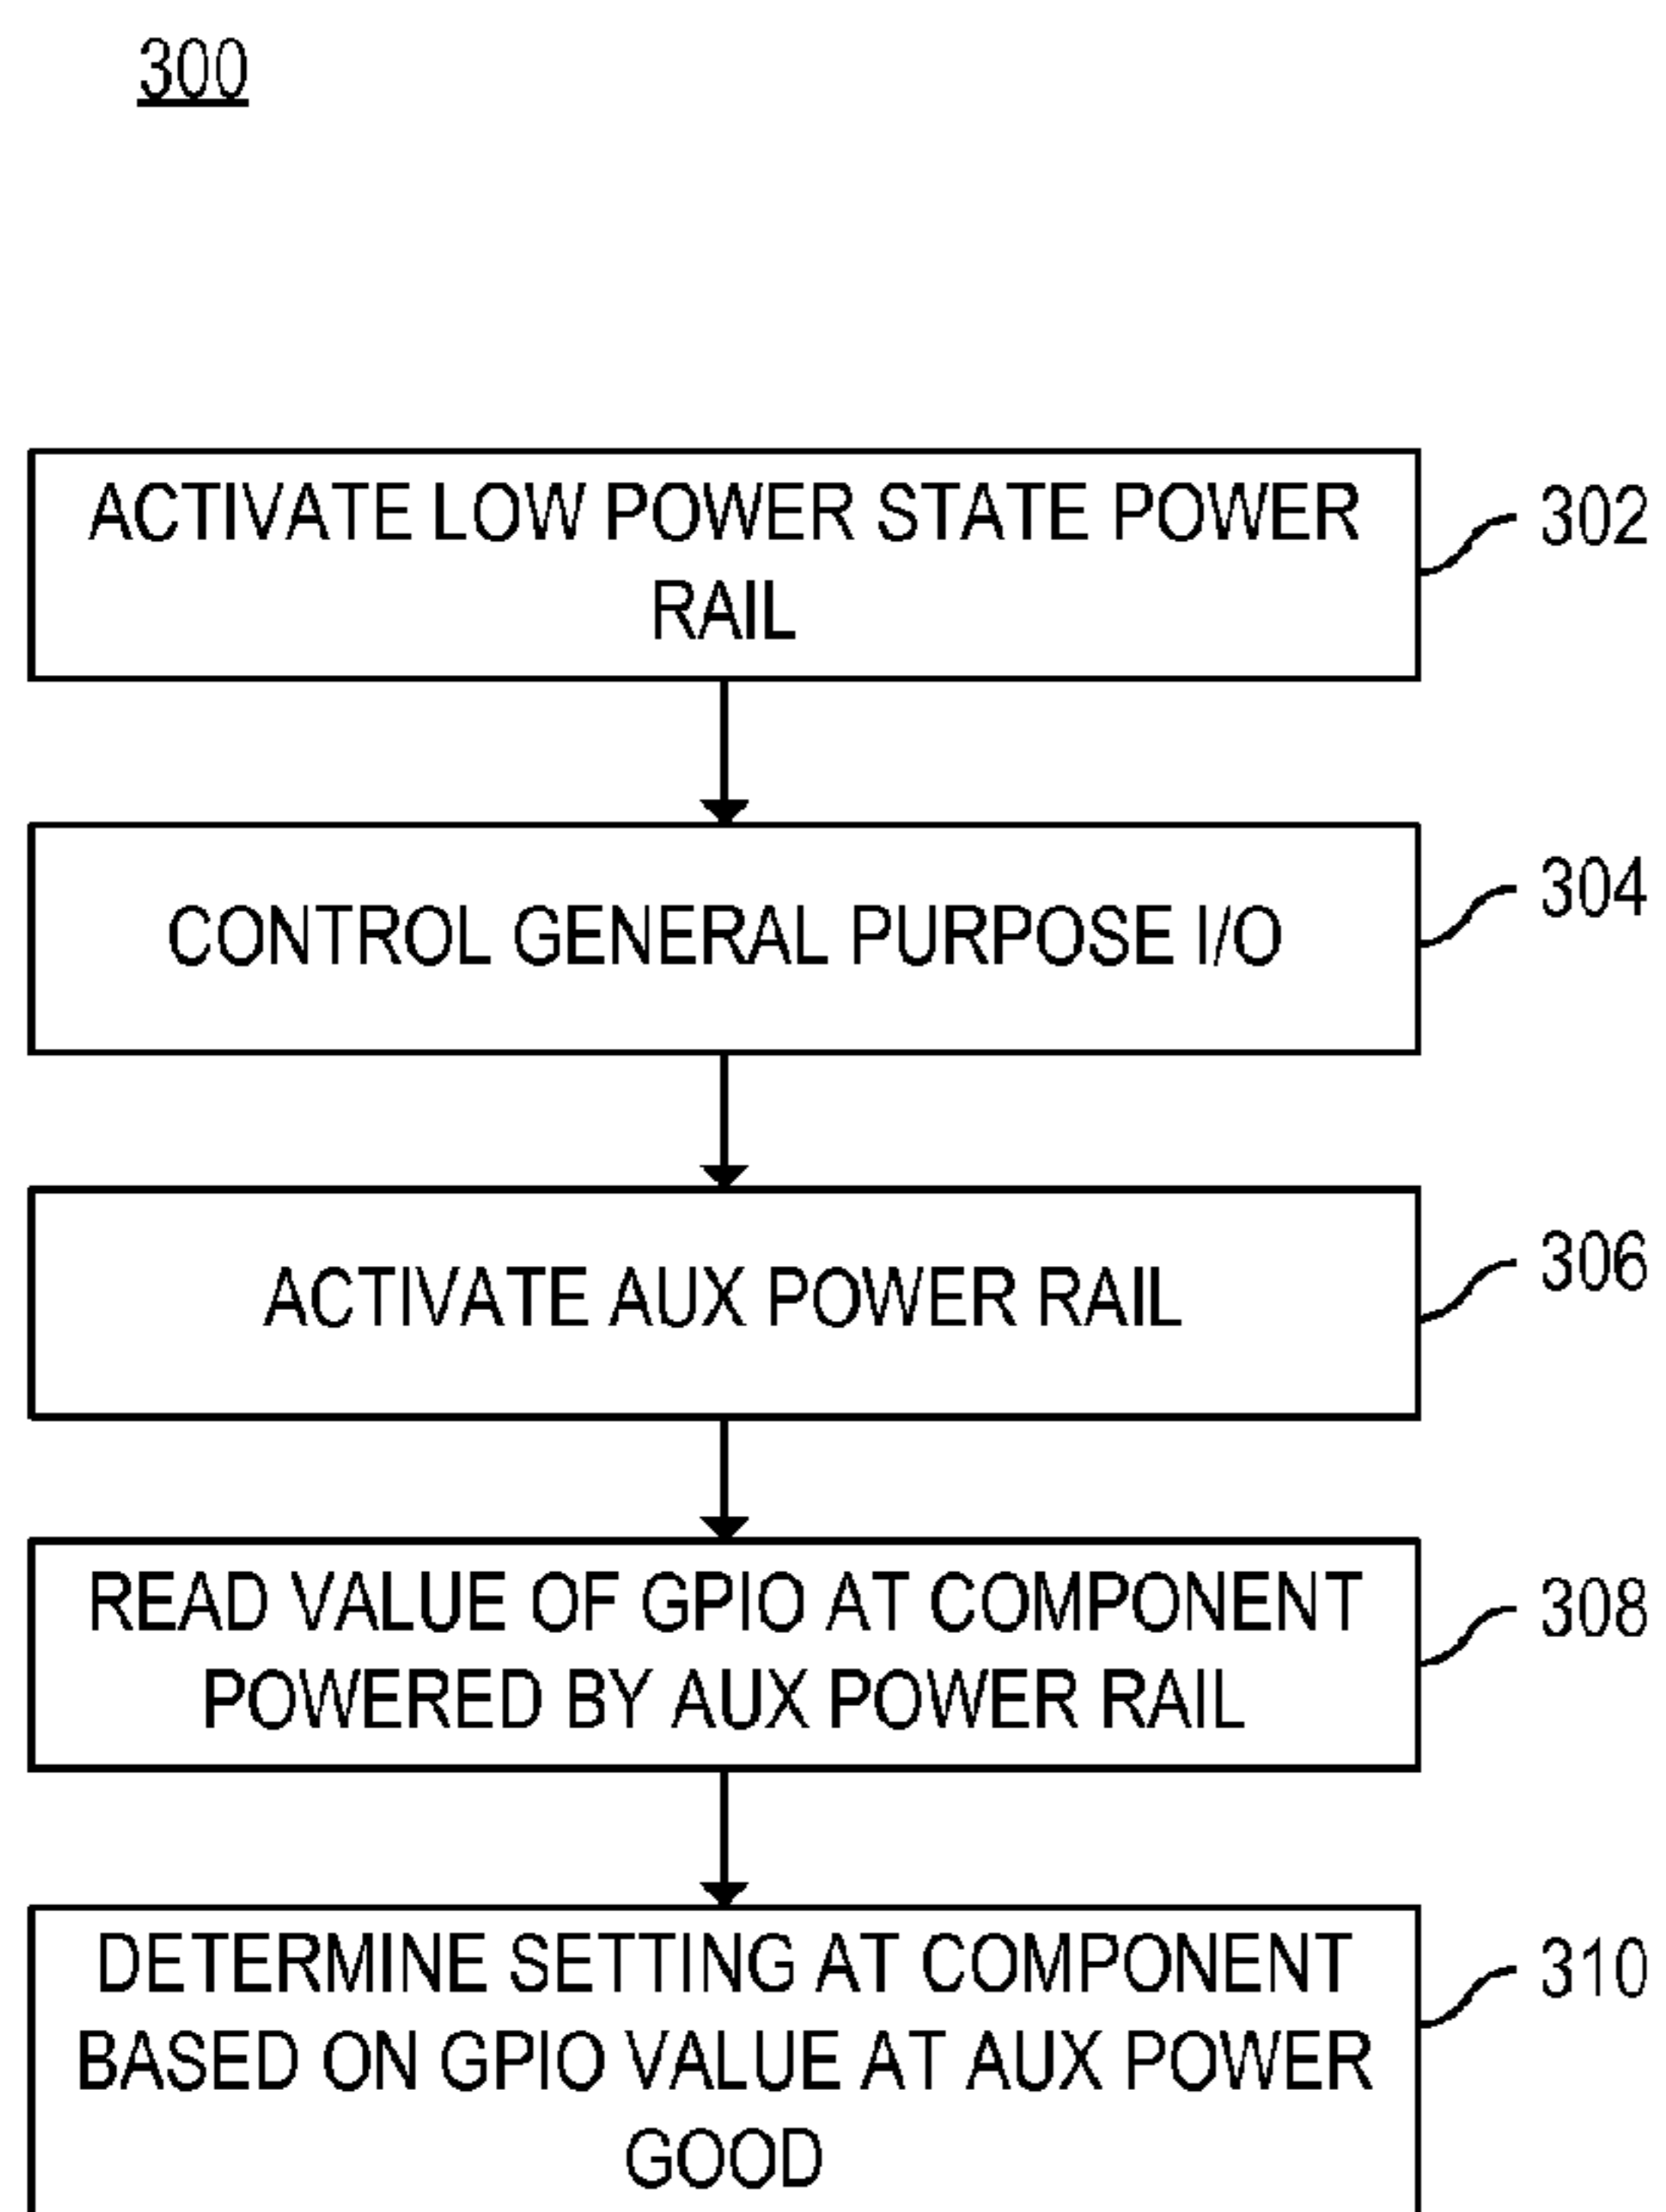 300
ACTIVATE LOW POWER STATE POWER
RAIL
302
CONTROL GENERAL PURPOSE I/O
304
ACTIVATE AUX POWER RAIL
306
READ VALUE OF GPIO AT COMPONENT
POWERED BY AUX POWER RAIL
308
DETERMINE SETTING AT COMPONENT
BASED ON GPIO VALUE AT AUX POWER
GOOD
310